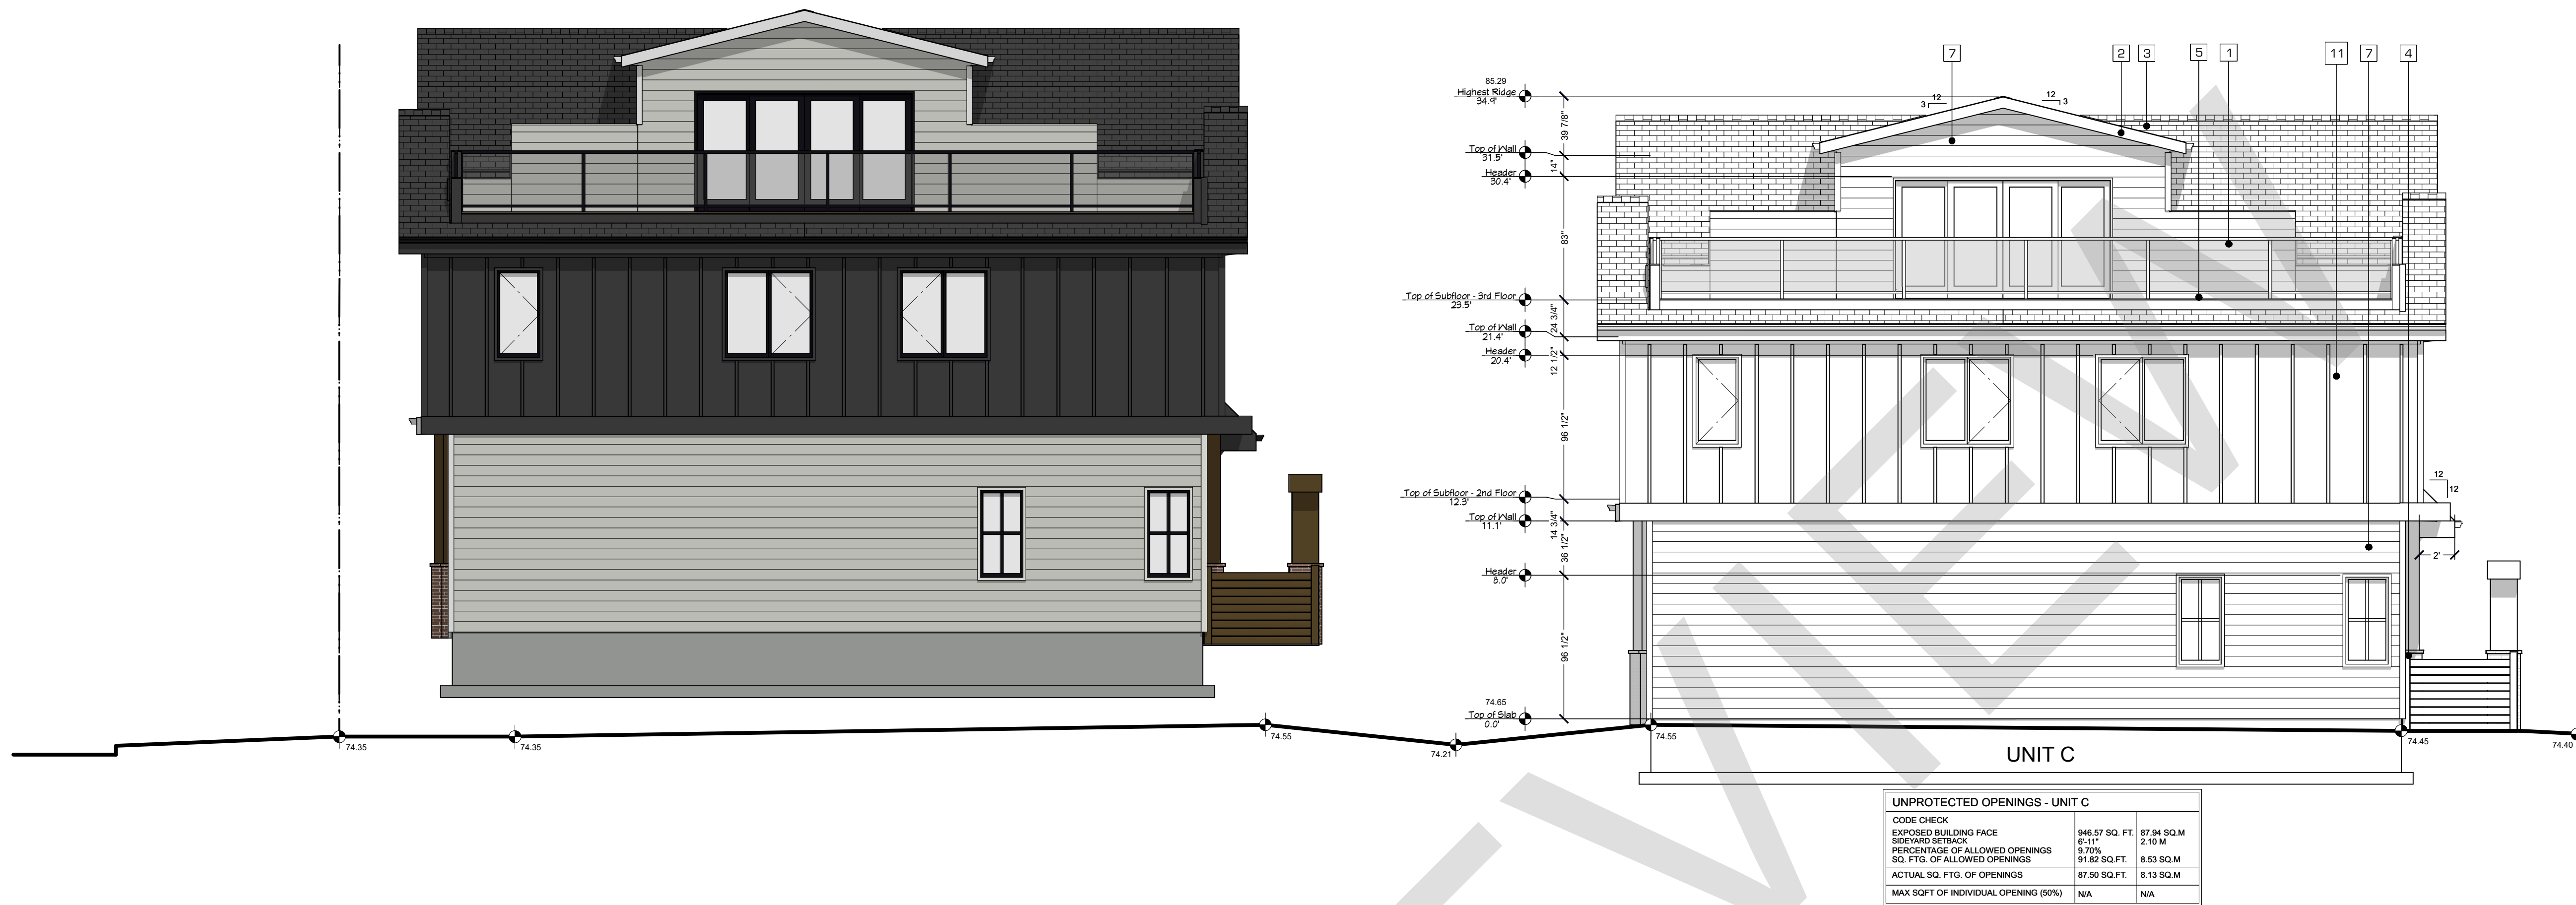 7
2
3
5
1
11
7
4
85.29
Highest Ridge
34.9'
39 7/8"
12
3
12
3
Top of Wall
31.5'
14"
Header
30.4'
83"
Top of Subfloor - 3rd Floor
23.5'
24 3/4"
Top of Wall
21.4'
12 1/2"
Header
20.4'
96 1/2"
12
12
Top of Subfloor - 2nd Floor
12.3'
14 3/4"
Top of Wall
11.1'
36 1/2"
2'
Header
8.0'
96 1/2"
74.65
Top of Slab
0.0'
74.35
74.35
74.55
74.21
74.55
74.45
74.40
UNIT C
UNPROTECTED OPENINGS - UNIT C
CODE CHECK
EXPOSED BUILDING FACE 946.57 SQ. FT. 87.94 SQ.M
SIDEYARD SETBACK 6'-11" 2.10 M
PERCENTAGE OF ALLOWED OPENINGS 9.70%
SQ. FTG. OF ALLOWED OPENINGS 91.82 SQ.FT. 8.53 SQ.M
ACTUAL SQ. FTG. OF OPENINGS 87.50 SQ.FT. 8.13 SQ.M
MAX SQFT OF INDIVIDUAL OPENING (50%) N/A N/A